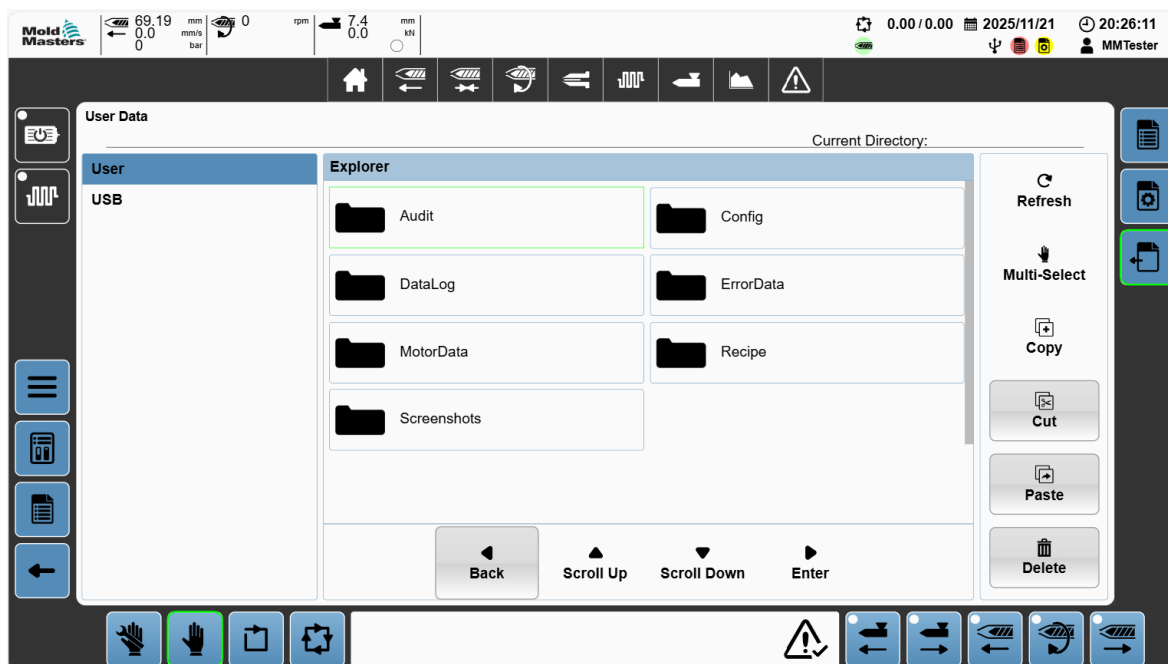 Mold
Masters
69.19 mm
0.0 mm/s
0 bar
0 rpm
7.4 mm
0.0 kN
0.00 / 0.00
2025/11/21
20:26:11
MMTester
User Data
Current Directory:
User
USB
Explorer
Audit
Config
DataLog
ErrorData
MotorData
Recipe
Screenshots
Refresh
Multi-Select
Copy
Cut
Paste
Delete
Back
Scroll Up
Scroll Down
Enter